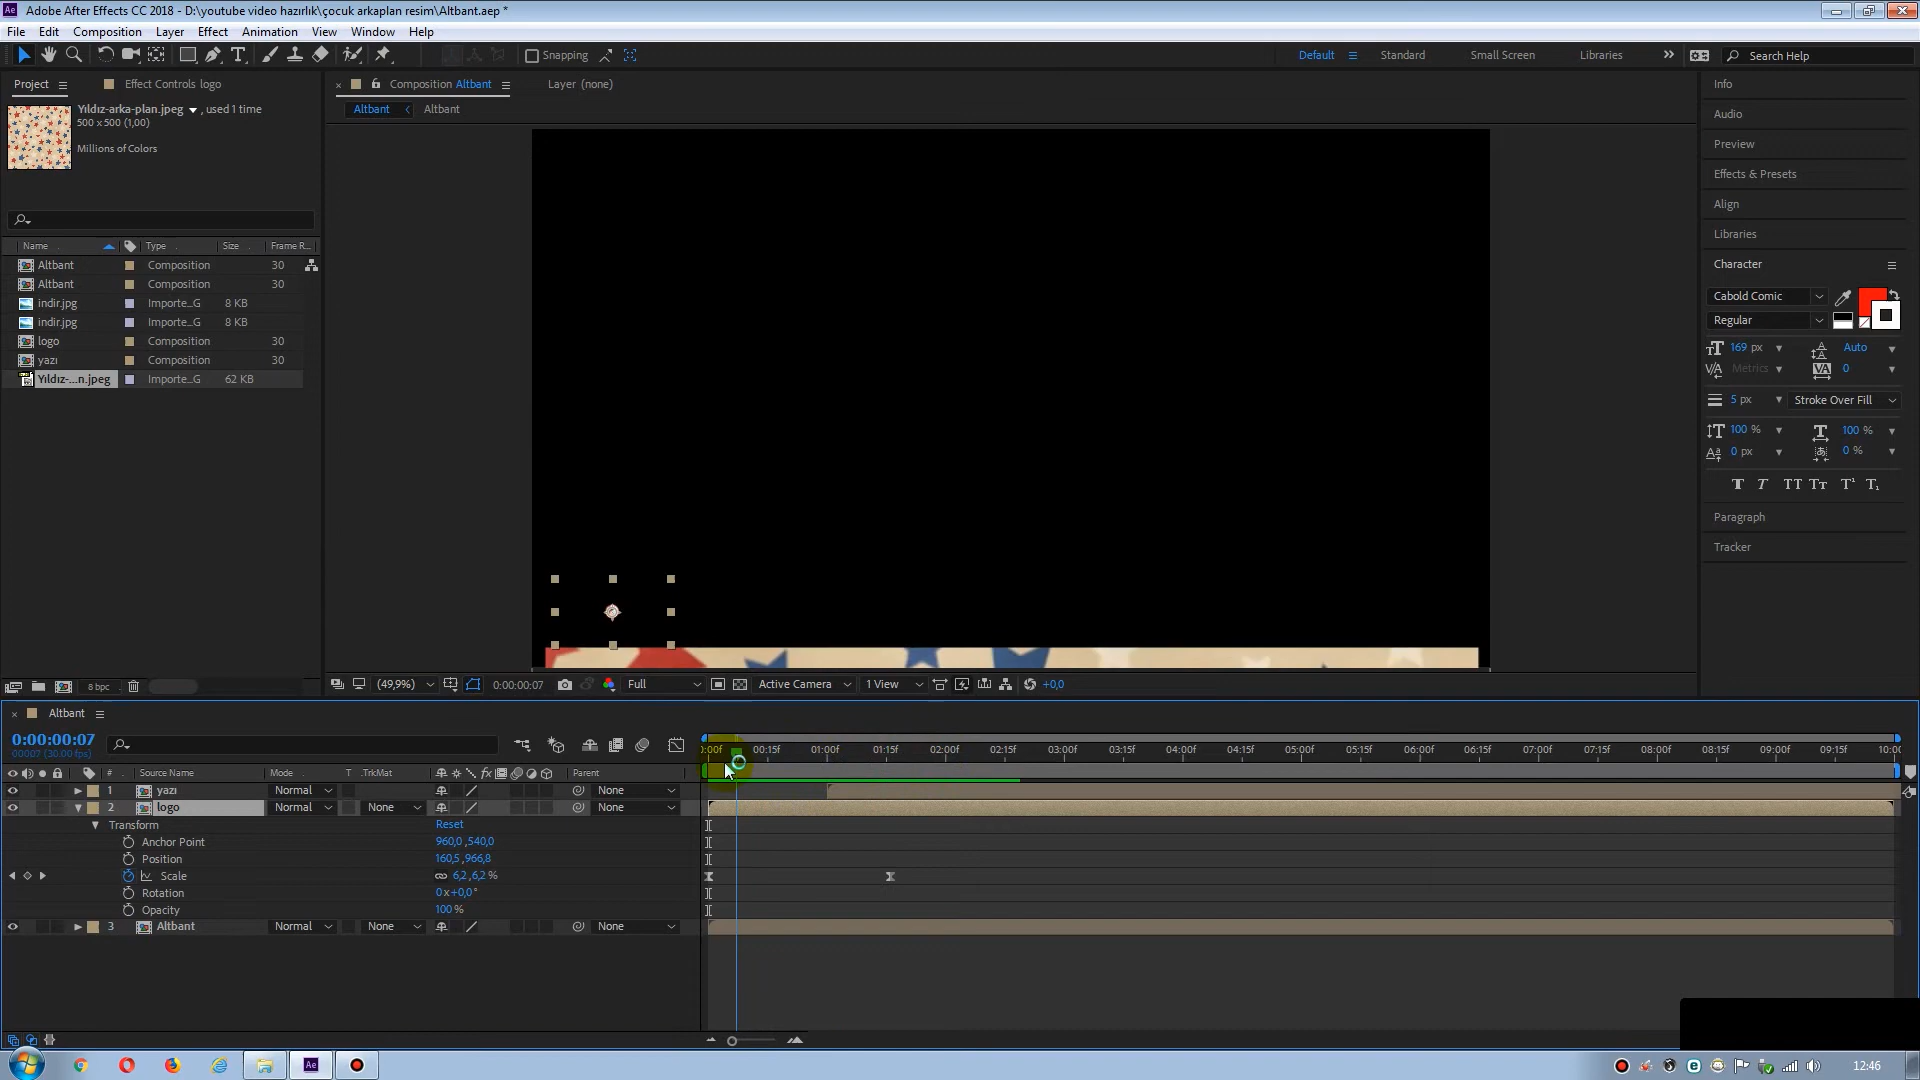 Adobe After Effects CC 2018 - D:\youtube video hazırlık\çocuk arkaplan resim\Altbant.aep *
File Edit Composition Layer Effect Animation View Window Help
Snapping Default Standard Small Screen Libraries Search Help
Project Effect Controls logo
Yıldız-arka-plan.jpeg , used 1 time
500 x 500 (1,00)
Millions of Colors
Name Type Size Frame R...
Altbant Composition 30
Altbant Composition 30
indir.jpg Importe...G 8 KB
indir.jpg Importe...G 8 KB
logo Composition 30
yazı Composition 30
Yıldız-...n.jpeg Importe...G 62 KB
8 bpc
Composition Altbant Layer (none)
Altbant Altbant
(49,9%) 0:00:00:07 Full Active Camera 1 View +0,0
Info
Audio
Preview
Effects & Presets
Align
Libraries
Character
Cabold Comic
Regular
169 px Auto
Metrics 0
5 px Stroke Over Fill
100 % 100 %
0 px 0 %
Paragraph
Tracker
Altbant
0:00:00:07
00007 (30.00 fps)
0:00f 00:15f 01:00f 01:15f 02:00f 02:15f 03:00f 03:15f 04:00f 04:15f 05:00f 05:15f 06:00f 06:15f 07:00f 07:15f 08:00f 08:15f 09:00f 09:15f 10:00
# Source Name Mode T .TrkMat Parent
1 yazı Normal None
2 logo Normal None None
Transform Reset
Anchor Point 960,0 ,540,0
Position 160,5 ,966,8
Scale 6,2 ,6,2 %
Rotation 0 x +0,0 °
Opacity 100 %
3 Altbant Normal None None
12:46